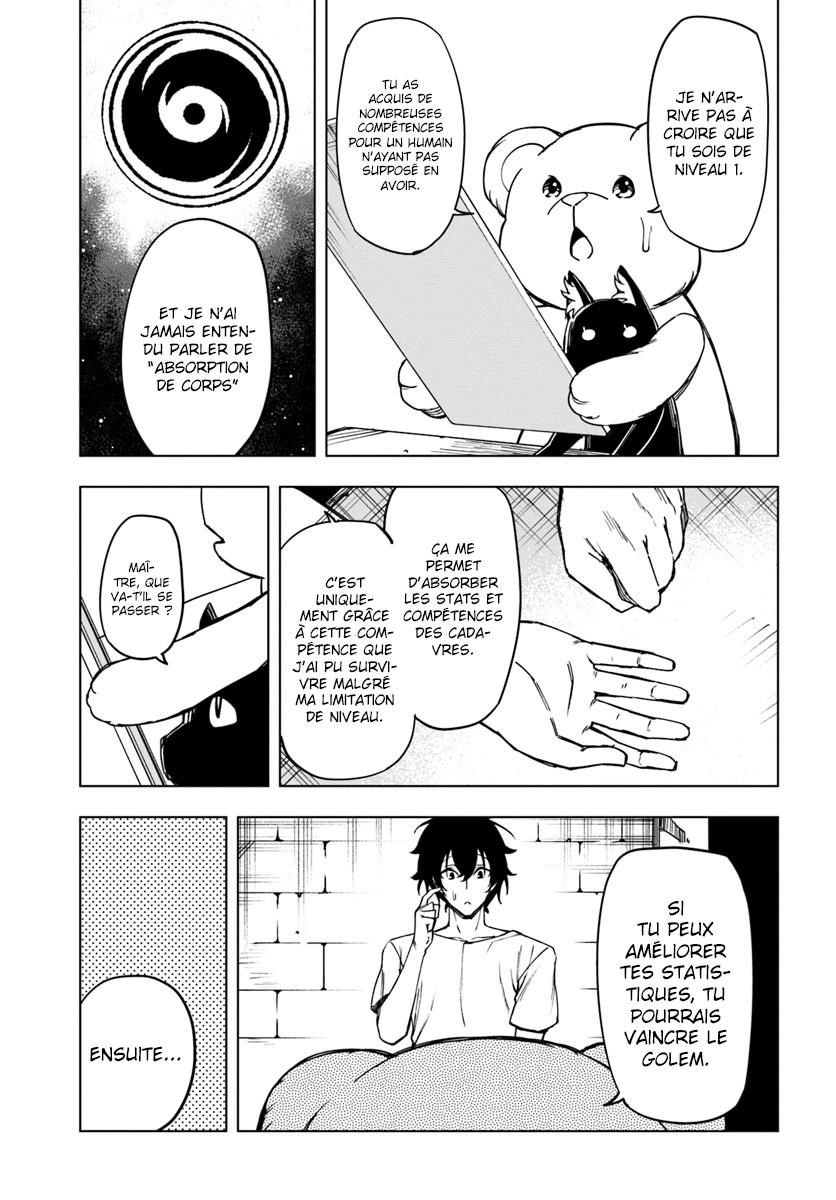 JE N'AR-
RIVE PAS À
CROIRE QUE
TU SOIS DE
NIVEAU 1.
TU AS
ACQUIS DE
NOMBREUSES
COMPÉTENCES
POUR UN HUMAIN
N'AYANT PAS
SUPPOSÉ EN
AVOIR.
ET JE N'AI
JAMAIS ENTEN-
DU PARLER DE
"ABSORPTION
DE CORPS"
ÇA ME
PERMET
D'ABSORBER
LES STATS ET
COMPÉTENCES
DES CADA-
VRES.
C'EST
UNIQUE-
MENT GRÂCE
À CETTE COM-
PÉTENCE QUE
J'AI PU SURVI-
VRE MALGRÉ
MA LIMITATION
DE NIVEAU.
MAÎ-
TRE, QUE
VA-T'IL SE
PASSER ?
SI
TU PEUX
AMÉLIORER
TES STATIS-
TIQUES, TU
POURRAIS
VAINCRE LE
GOLEM.
ENSUITE...